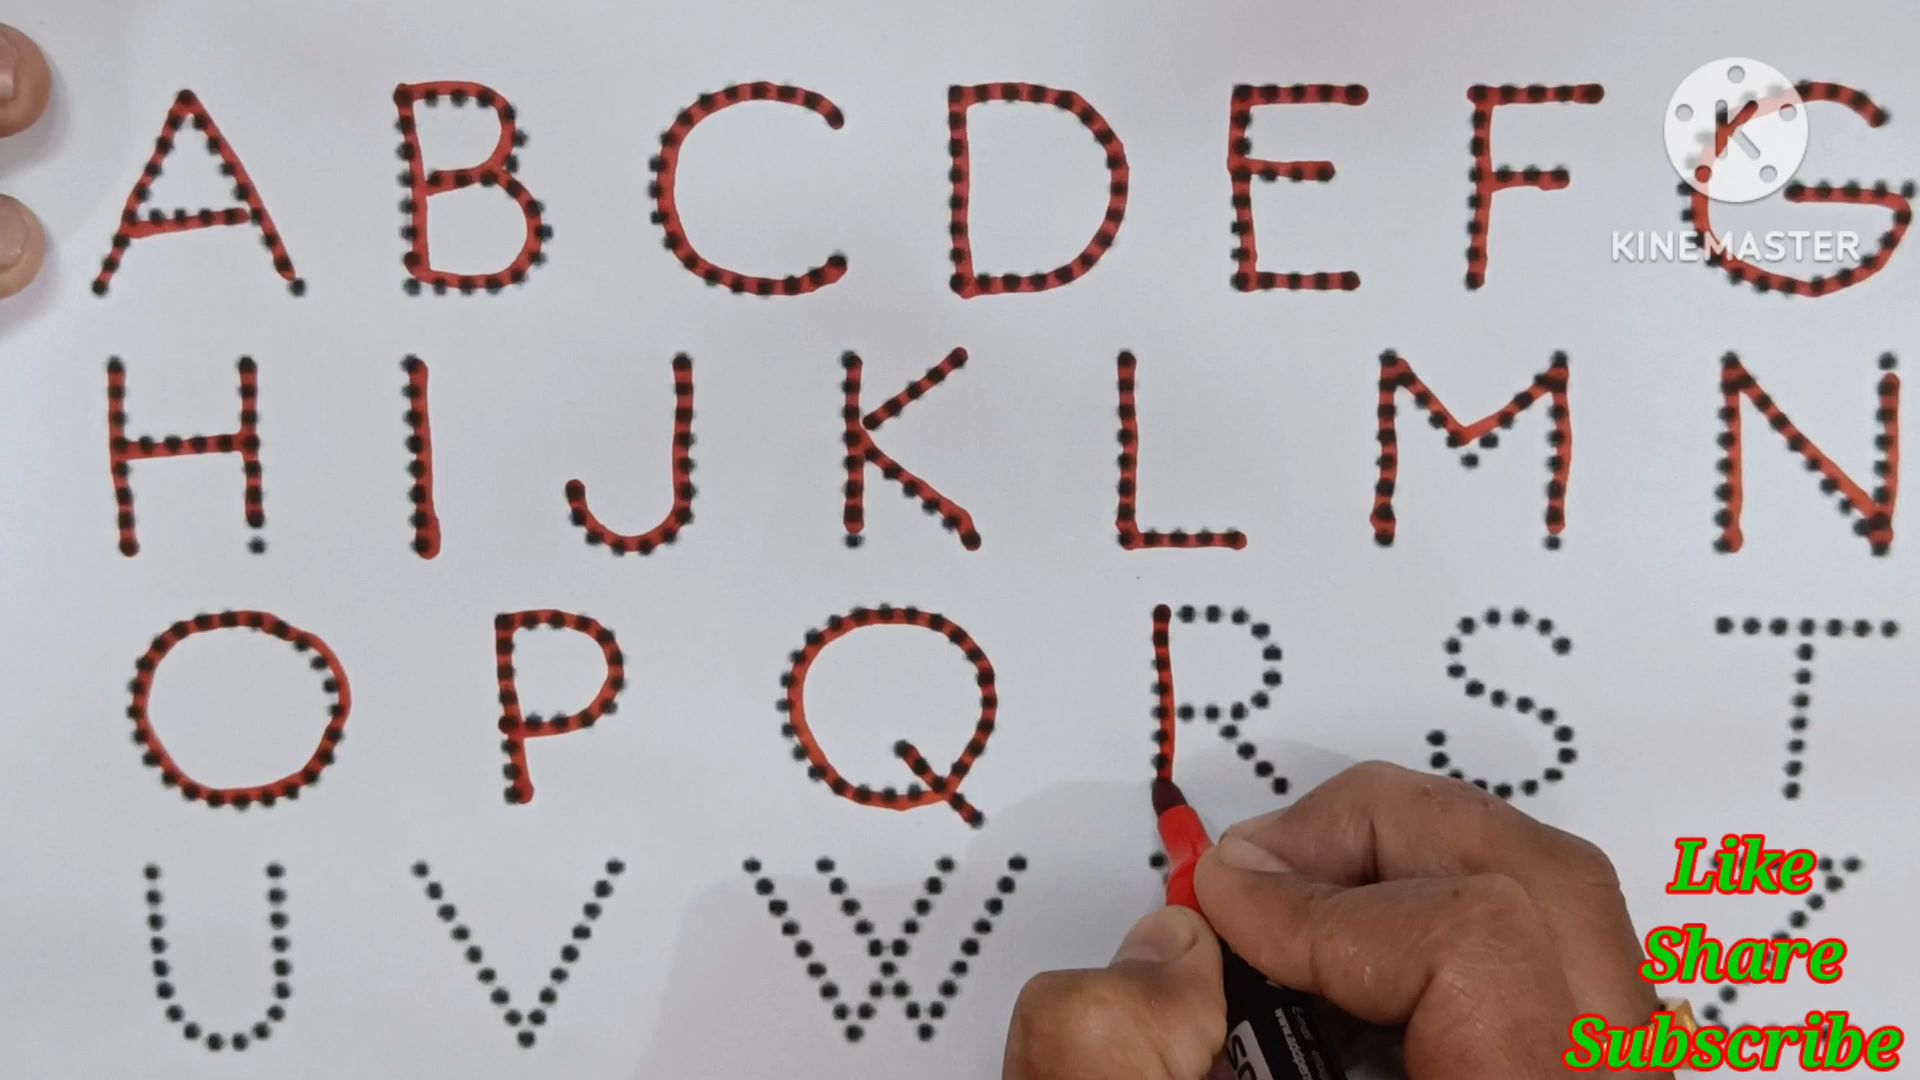 A B C D E F G
KINEMASTER
H I J K L M N
O P Q R S T
U V W
Like
Share
Subscribe